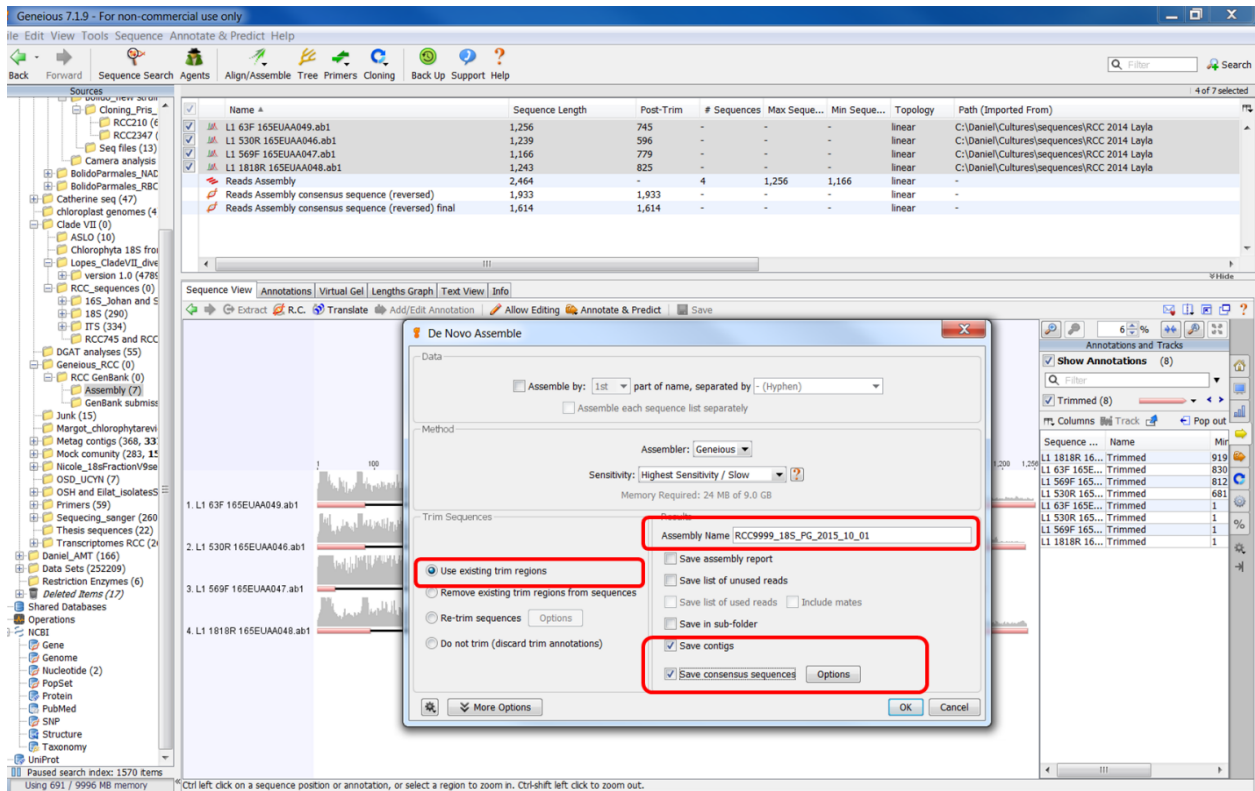 Geneious 7.1.9 - For non-commercial use only
ile Edit View Tools Sequence Annotate & Predict Help
Back Forward Sequence Search Agents Align/Assemble Tree Primers Cloning Back Up Support Help
Filter Search
Sources
4 of 7 selected
Cloning_Pris_
RCC210 (6
RCC2347 (
Seq files (13)
Camera analysis
BolidoParmales_NAD
BolidoParmales_RBC
Catherine seq (47)
chloroplast genomes (4
Clade VII (0)
ASLO (10)
Chlorophyta 18S fro
Lopes_CladeVII_dive
version 1.0 (4789
RCC_sequences (0)
16S_Johan and S
18S (290)
ITS (334)
RCC745 and RCC
DGAT analyses (55)
Geneious_RCC (0)
RCC GenBank (0)
Assembly (7)
GenBank submiss
Junk (15)
Margot_chlorophytarevi
Metag contigs (368, 33
Mock comunity (283, 15
Nicole_18sFractionV9se
OSD_UCYN (7)
OSH and Eilat_isolatesS
Primers (59)
Sequecing_sanger (260
Thesis sequences (22)
Transcriptomes RCC (2
Daniel_AMT (166)
Data Sets (252209)
Restriction Enzymes (6)
Deleted Items (17)
Shared Databases
Operations
NCBI
Gene
Genome
Nucleotide (2)
PopSet
Protein
PubMed
SNP
Structure
Taxonomy
UniProt
Paused search index: 1570 items
Using 691 / 9996 MB memory
Name Sequence Length Post-Trim # Sequences Max Seque... Min Seque... Topology Path (Imported From)
L1 63F 165EUAA049.ab1 1,256 745 - - - linear C:\Daniel\Cultures\sequences\RCC 2014 Layla
L1 530R 165EUAA046.ab1 1,239 596 - - - linear C:\Daniel\Cultures\sequences\RCC 2014 Layla
L1 569F 165EUAA047.ab1 1,166 779 - - - linear C:\Daniel\Cultures\sequences\RCC 2014 Layla
L1 1818R 165EUAA048.ab1 1,243 825 - - - linear C:\Daniel\Cultures\sequences\RCC 2014 Layla
Reads Assembly 2,464 - 4 1,256 1,166 linear -
Reads Assembly consensus sequence (reversed) 1,933 1,933 - - - linear -
Reads Assembly consensus sequence (reversed) final 1,614 1,614 - - - linear -
Hide
Sequence View Annotations Virtual Gel Lengths Graph Text View Info
Extract R.C. Translate Add/Edit Annotation Allow Editing Annotate & Predict Save
1 100
1. L1 63F 165EUAA049.ab1
2. L1 530R 165EUAA046.ab1
3. L1 569F 165EUAA047.ab1
4. L1 1818R 165EUAA048.ab1
De Novo Assemble
Data
Assemble by: 1st part of name, separated by - (Hyphen)
Assemble each sequence list separately
Method
Assembler: Geneious
Sensitivity: Highest Sensitivity / Slow
Memory Required: 24 MB of 9.0 GB
Trim Sequences
Use existing trim regions
Remove existing trim regions from sequences
Re-trim sequences Options
Do not trim (discard trim annotations)
Results
Assembly Name RCC9999_18S_PG_2015_10_01
Save assembly report
Save list of unused reads
Save list of used reads Include mates
Save in sub-folder
Save contigs
Save consensus sequences Options
More Options OK Cancel
1,200
6 %
Annotations and Tracks
Show Annotations (8)
Filter
Trimmed (8)
Columns Track Pop out
Sequence ... Name Mir
L1 1818R 16... Trimmed 919
L1 63F 165E... Trimmed 830
L1 569F 165... Trimmed 812
L1 530R 165... Trimmed 681
L1 63F 165E... Trimmed 1
L1 530R 165... Trimmed 1
L1 569F 165... Trimmed 1
L1 1818R 16... Trimmed 1
Ctrl left click on a sequence position or annotation, or select a region to zoom in. Ctrl-shift left click to zoom out.